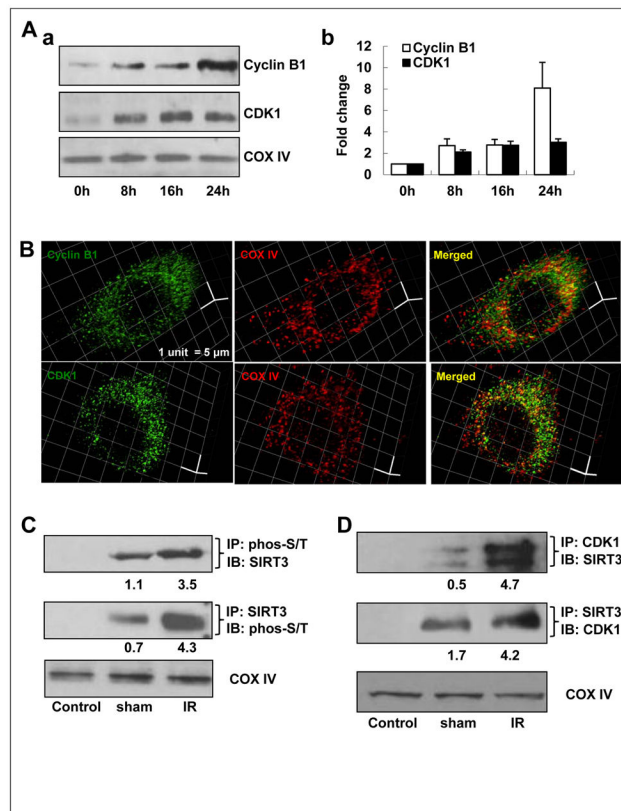 A
a
Cyclin B1
CDK1
COX IV
0h 8h 16h 24h
b
Cyclin B1
CDK1
Fold change
12
10
8
6
4
2
0
0h 8h 16h 24h
B
Cyclin B1
COX IV
Merged
1 unit = 5 µm
CDK1
COX IV
Merged
C
IP: phos-S/T
IB: SIRT3
1.1 3.5
IP: SIRT3
IB: phos-S/T
0.7 4.3
COX IV
Control sham IR
D
IP: CDK1
IB: SIRT3
0.5 4.7
IP: SIRT3
IB: CDK1
1.7 4.2
COX IV
Control sham IR